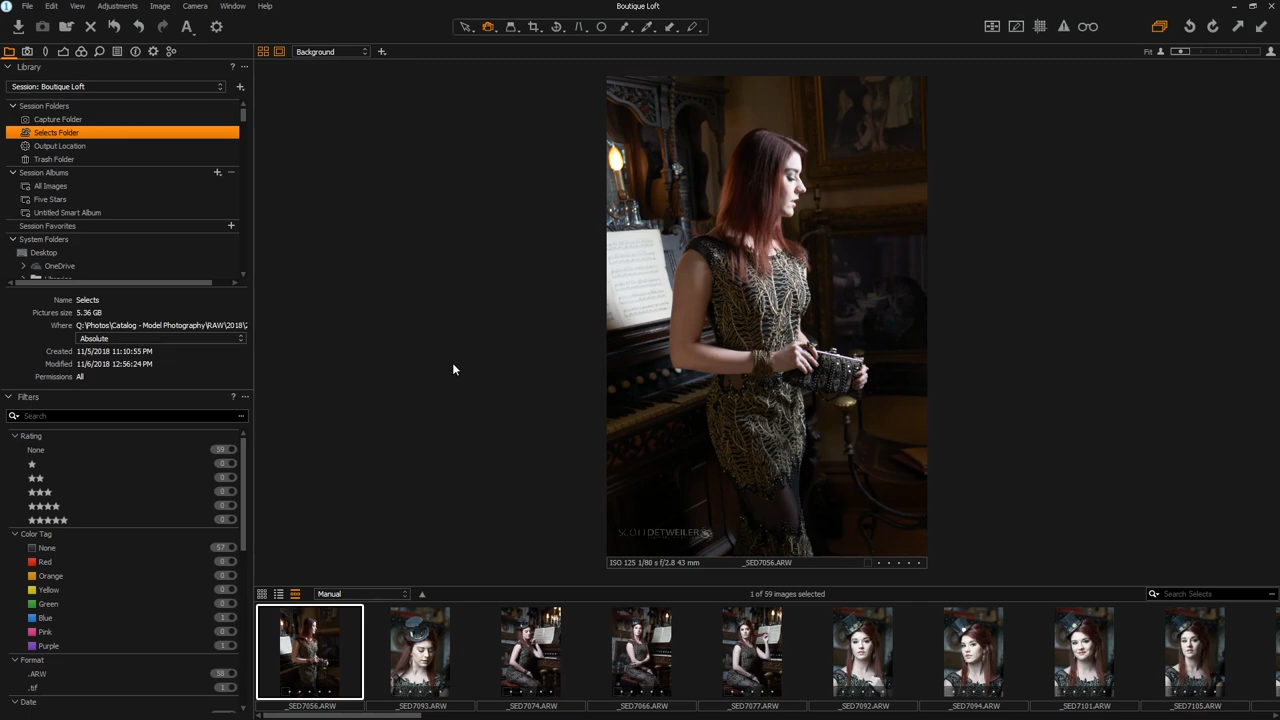 File Edit View Adjustments Image Camera Window Help
Boutique Loft
Background
Fit
Library ? ...
Session: Boutique Loft
Session Folders
Capture Folder
Selects Folder
Output Location
Trash Folder
Session Albums
All Images
Five Stars
Untitled Smart Album
Session Favorites
System Folders
Desktop
OneDrive
Name Selects
Pictures size 5.36 GB
Where Q:\Photos\Catalog - Model Photography\RAW\2018\
Absolute
Created 11/5/2018 11:10:55 PM
Modified 11/6/2018 12:56:24 PM
Permissions All
Filters ? ...
Search
Rating
None 59
0
0
0
0
0
Color Tag
None 57
Red 0
Orange 0
Yellow 0
Green 0
Blue 1
Pink 0
Purple 1
Format
.ARW 58
.tif 1
Date
SCOTTDETWEILER
ISO 125 1/80 s f/2.8 43 mm _SED7056.ARW
Manual
1 of 59 images selected
Search Selects
_SED7056.ARW _SED7093.ARW _SED7074.ARW _SED7066.ARW _SED7077.ARW _SED7092.ARW _SED7094.ARW _SED7101.ARW _SED7105.ARW